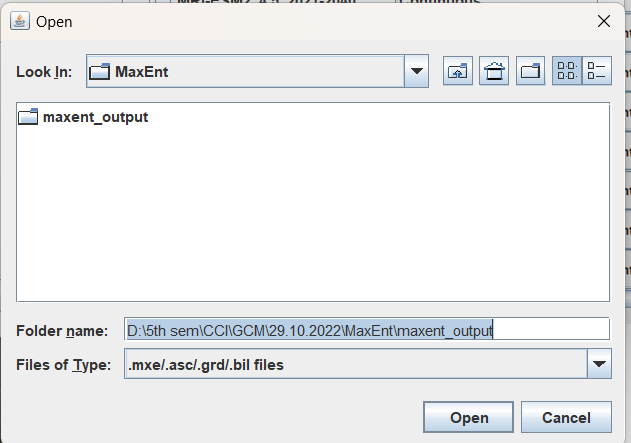 Open
Look In:
MaxEnt
maxent_output
Folder name:
D:\5th sem\CCI\GCM\29.10.2022\MaxEnt\maxent_output
Files of Type:
.mxe/.asc/.grd/.bil files
Open
Cancel